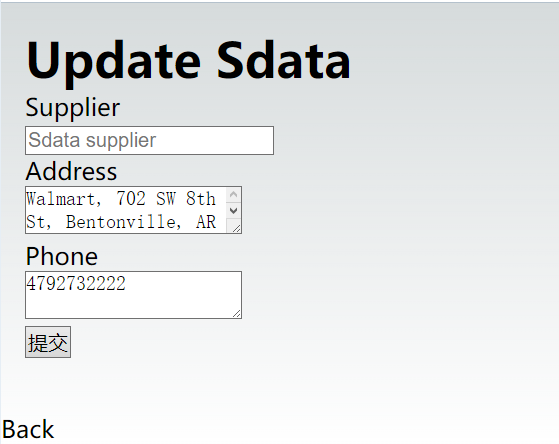 Update Sdata
Supplier
Sdata supplier
Address
Walmart, 702 SW 8th
St, Bentonville, AR
Phone
4792732222
提交
Back